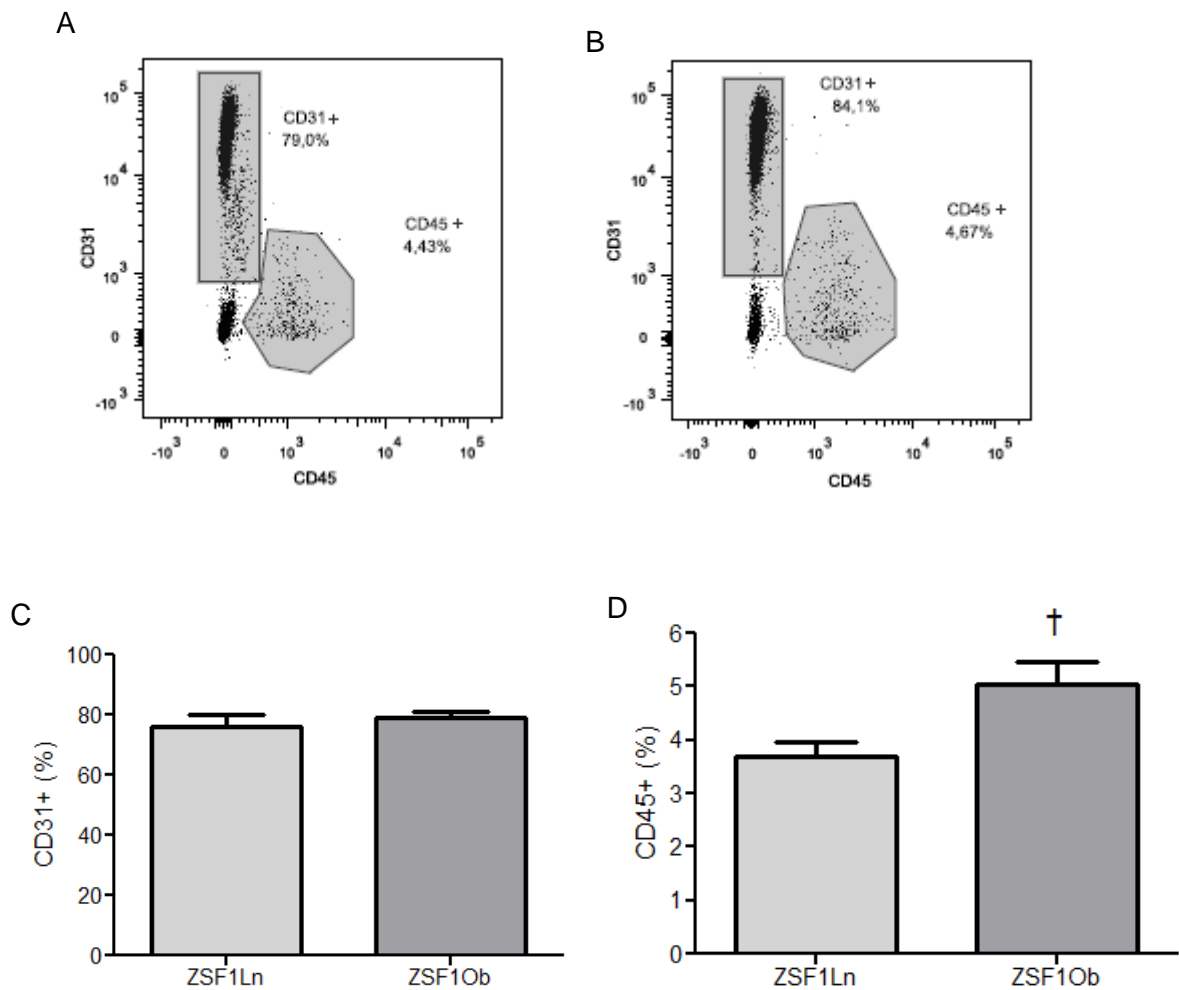 A
B
10^5
10^4
10^3
0
-10^3
CD31
CD31+
79,0%
CD45 +
4,43%
-10^3
0
10^3
10^4
10^5
CD45
10^5
10^4
10^3
0
-10^3
CD31
CD31+
84,1%
CD45 +
4,67%
-10^3
0
10^3
10^4
10^5
CD45
C
D
100
80
60
40
20
0
CD31+ (%)
ZSF1Ln
ZSF1Ob
†
6
5
4
3
2
1
0
CD45+ (%)
ZSF1Ln
ZSF1Ob